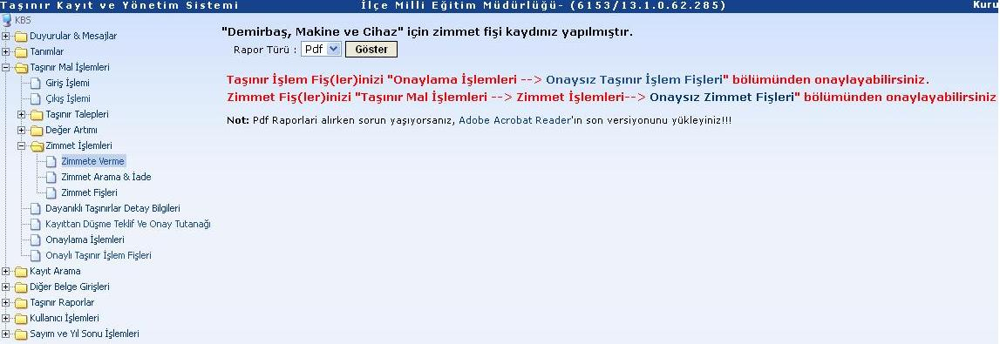 Taşınır Kayıt ve Yönetim Sistemi İlçe Milli Eğitim Müdürlüğü- (6153/13.1.0.62.285) Kuru
KBS
Duyurular & Mesajlar
Tanımlar
Taşınır Mal İşlemleri
Giriş İşlemi
Çıkış İşlemi
Taşınır Talepleri
Değer Artımı
Zimmet İşlemleri
Zimmete Verme
Zimmet Arama & İade
Zimmet Fişleri
Dayanıklı Taşınırlar Detay Bilgileri
Kayıttan Düşme Teklif Ve Onay Tutanağı
Onaylama İşlemleri
Onaylı Taşınır İşlem Fişleri
Kayıt Arama
Diğer Belge Girişleri
Taşınır Raporlar
Kullanıcı İşlemleri
Sayım ve Yıl Sonu İşlemleri
"Demirbaş, Makine ve Cihaz" için zimmet fişi kaydınız yapılmıştır.
Rapor Türü : Pdf Göster
Taşınır İşlem Fiş(ler)inizi "Onaylama İşlemleri --> Onaysız Taşınır İşlem Fişleri" bölümünden onaylayabilirsiniz.
Zimmet Fiş(ler)inizi "Taşınır Mal İşlemleri --> Zimmet İşlemleri--> Onaysız Zimmet Fişleri" bölümünden onaylayabilirsiniz
Not: Pdf Raporlari alırken sorun yaşıyorsanız, Adobe Acrobat Reader'ın son versiyonunu yükleyiniz!!!